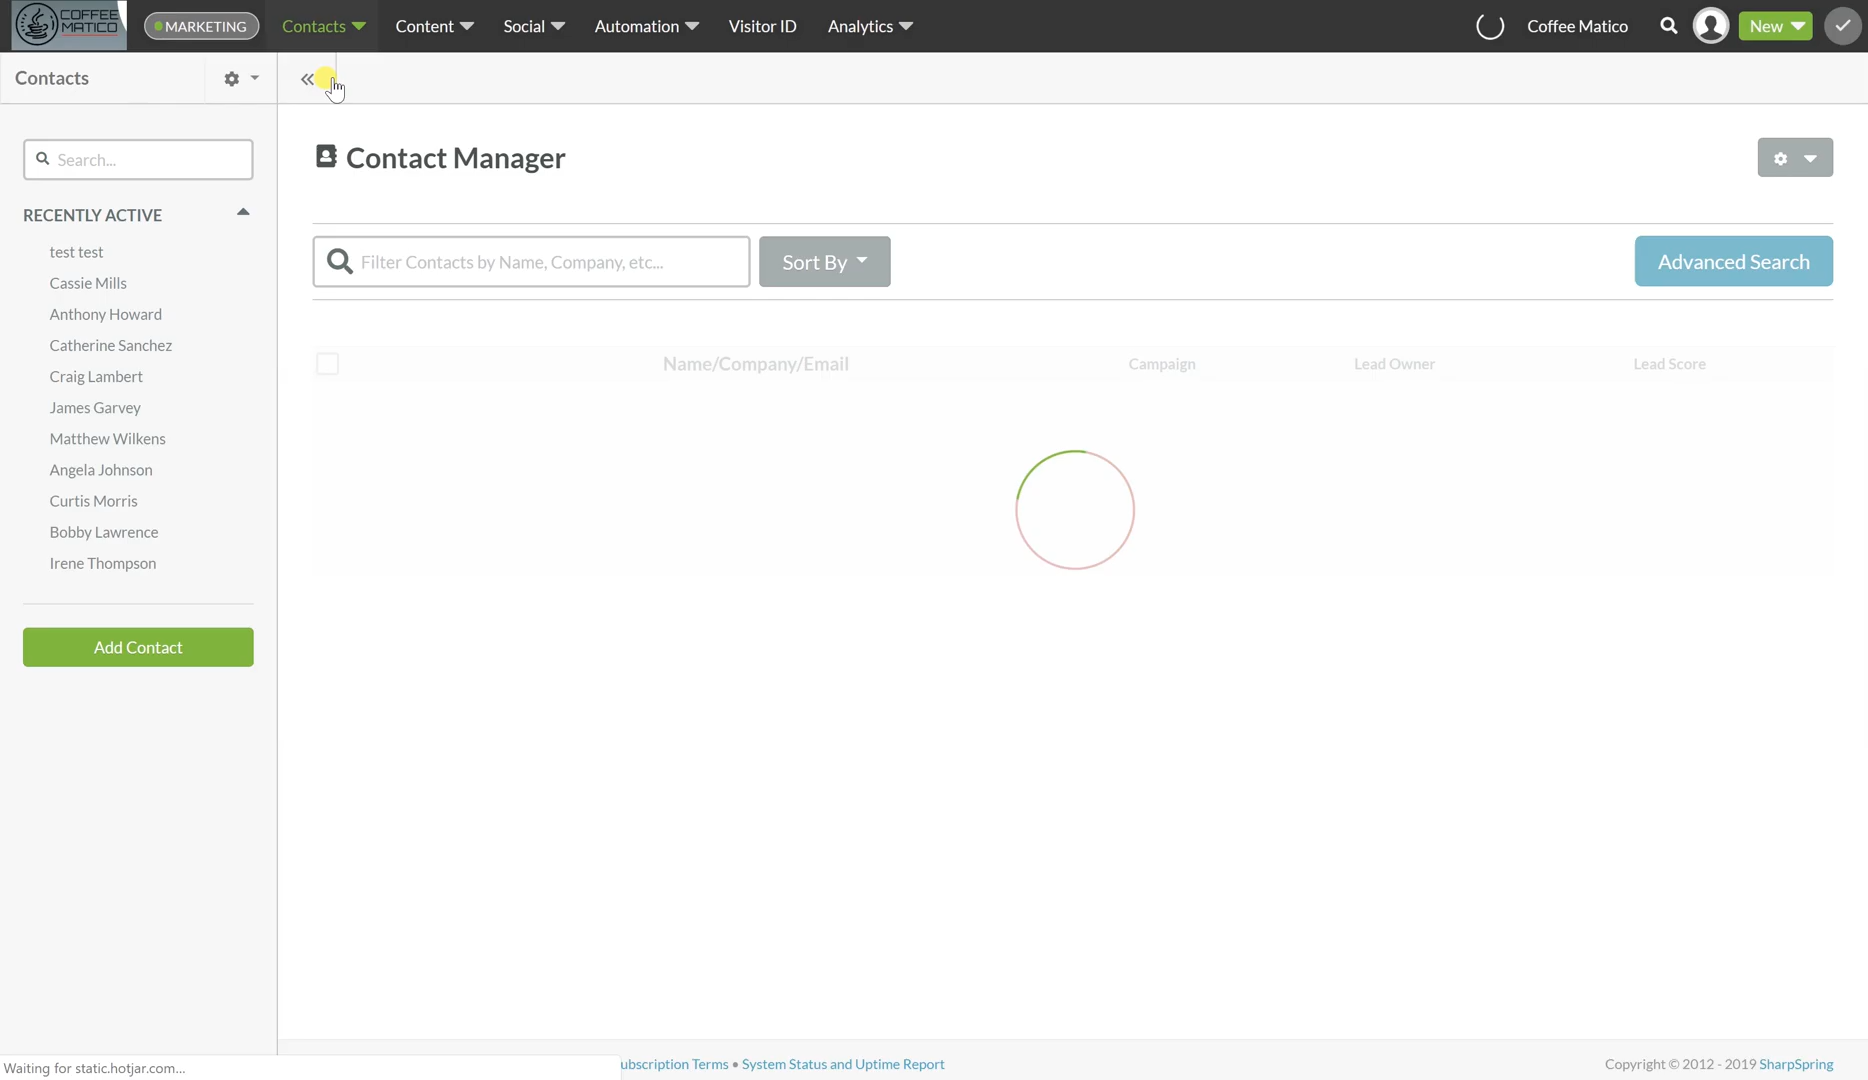 COFFEE
MATICO
MARKETING
Contacts
Content
Social
Automation
Visitor ID
Analytics
Coffee Matico
New
Contacts
Search...
RECENTLY ACTIVE
test test
Cassie Mills
Anthony Howard
Catherine Sanchez
Craig Lambert
James Garvey
Matthew Wilkens
Angela Johnson
Curtis Morris
Bobby Lawrence
Irene Thompson
Add Contact
Contact Manager
Filter Contacts by Name, Company, etc...
Sort By
Advanced Search
Name/Company/Email
Campaign
Lead Owner
Lead Score
Waiting for static.hotjar.com...
ubscription Terms • System Status and Uptime Report
Copyright © 2012 - 2019 SharpSpring